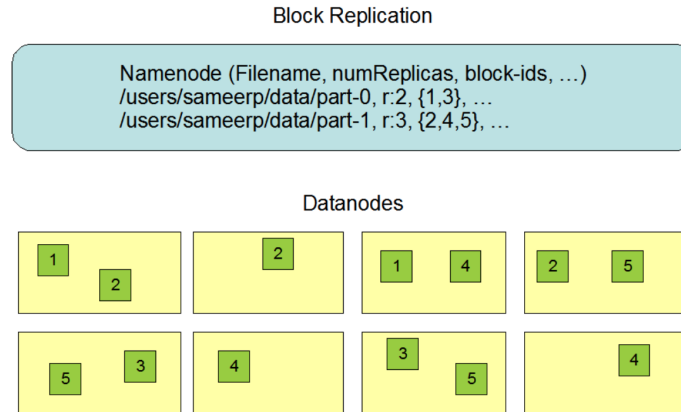 Block Replication
Namenode (Filename, numReplicas, block-ids, …)
/users/sameerp/data/part-0, r:2, {1,3}, …
/users/sameerp/data/part-1, r:3, {2,4,5}, …
Datanodes
1
2
2
1
4
2
5
5
3
4
3
5
4